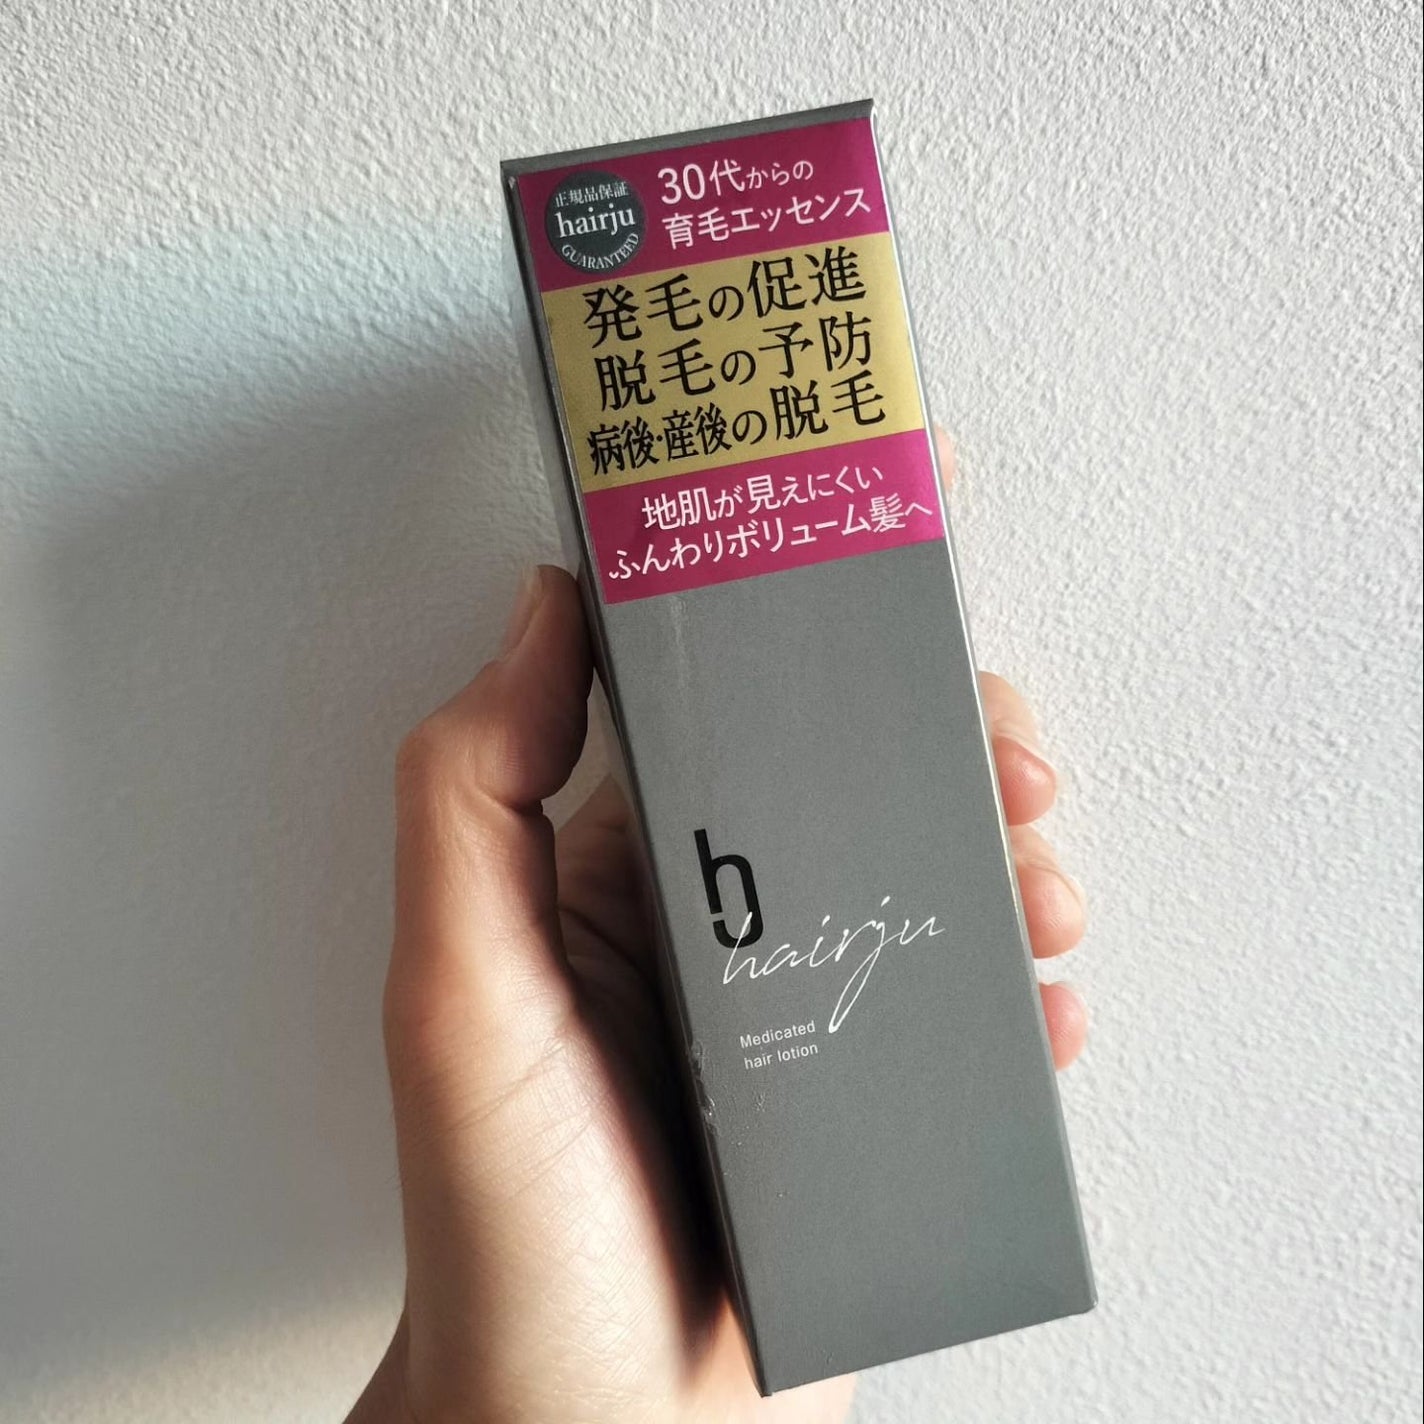 正規品保証
hairju
GUARANTEED
30代からの
育毛エッセンス
発毛の促進
脱毛の予防
病後・産後の脱毛
地肌が見えにくい
ふんわりボリューム髪へ
hj
hairju
Medicated
hair lotion